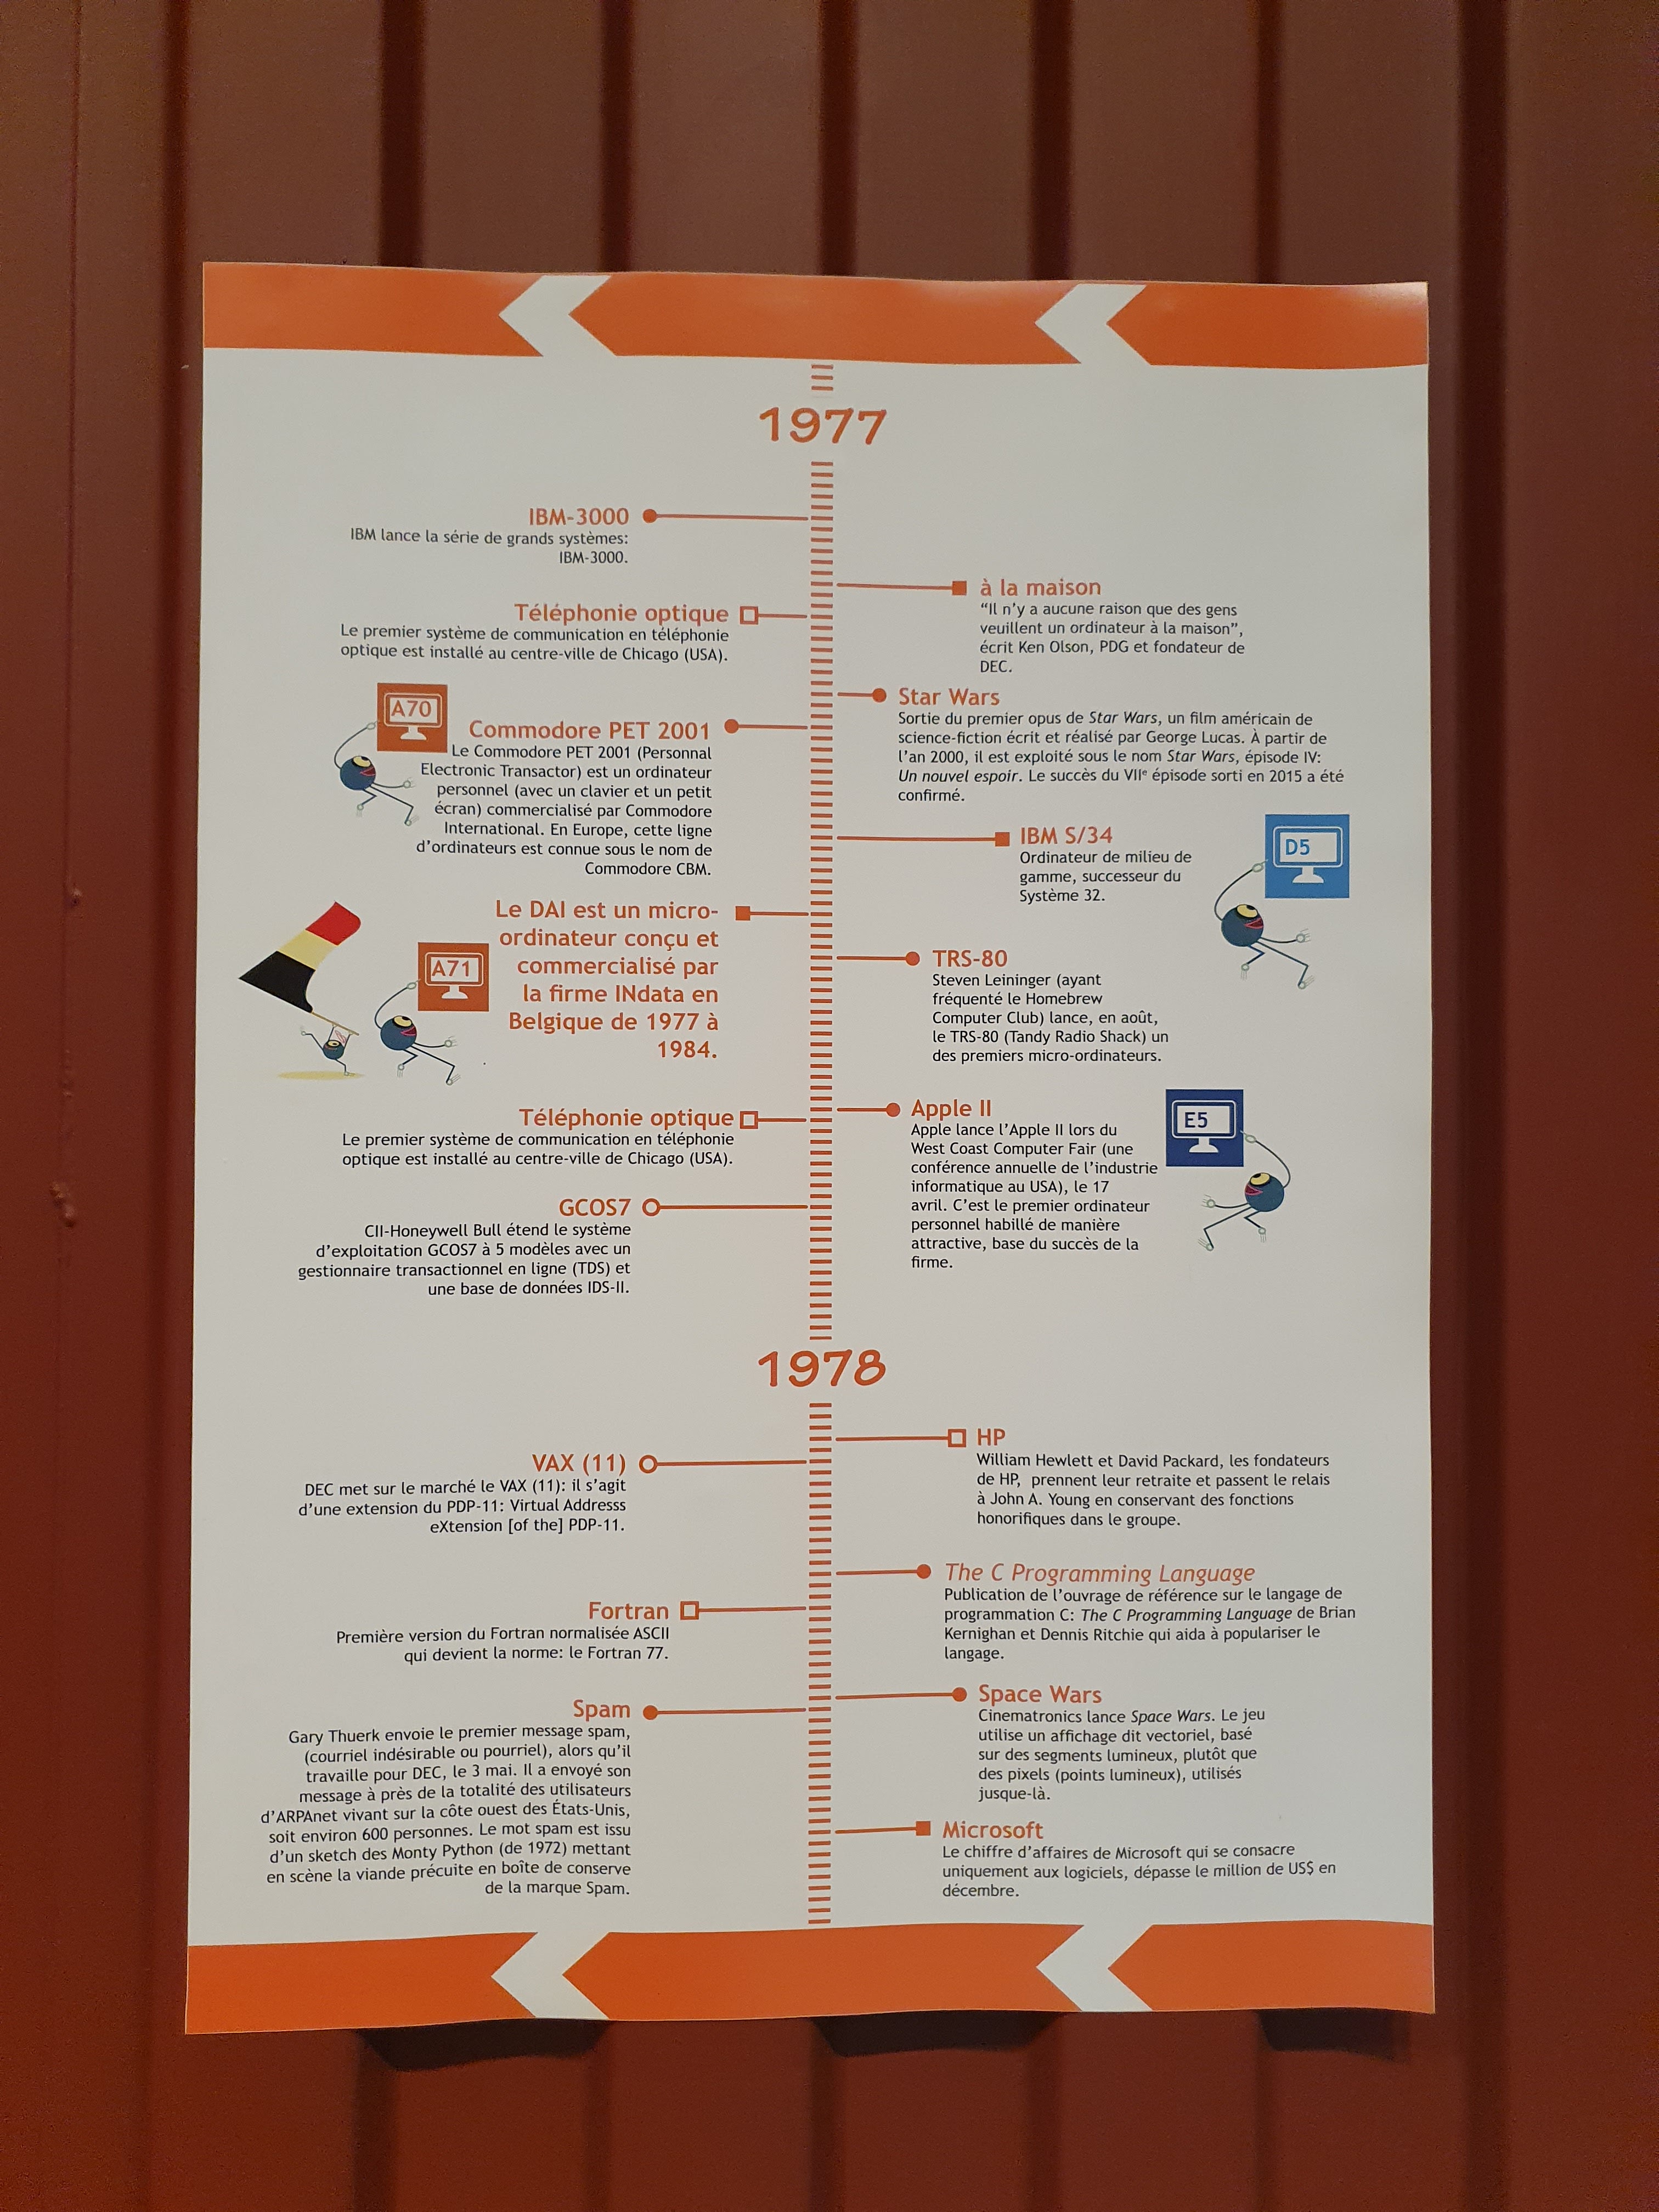 1977
IBM-3000
IBM lance la série de grands systèmes:
IBM-3000.
à la maison
“Il n’y a aucune raison que des gens
veuillent un ordinateur à la maison”,
écrit Ken Olson, PDG et fondateur de
DEC.
Téléphonie optique
Le premier système de communication en téléphonie
optique est installé au centre-ville de Chicago (USA).
Star Wars
Sortie du premier opus de Star Wars, un film américain de
science-fiction écrit et réalisé par George Lucas. À partir de
l’an 2000, il est exploité sous le nom Star Wars, épisode IV:
Un nouvel espoir. Le succès du VIIe épisode sorti en 2015 a été
confirmé.
A70
Commodore PET 2001
Le Commodore PET 2001 (Personnal
Electronic Transactor) est un ordinateur
personnel (avec un clavier et un petit
écran) commercialisé par Commodore
International. En Europe, cette ligne
d’ordinateurs est connue sous le nom de
Commodore CBM.
IBM S/34
Ordinateur de milieu de
gamme, successeur du
Système 32.
D5
Le DAI est un micro-
ordinateur conçu et
commercialisé par
la firme INdata en
Belgique de 1977 à
1984.
A71
TRS-80
Steven Leininger (ayant
fréquenté le Homebrew
Computer Club) lance, en août,
le TRS-80 (Tandy Radio Shack) un
des premiers micro-ordinateurs.
Téléphonie optique
Le premier système de communication en téléphonie
optique est installé au centre-ville de Chicago (USA).
Apple II
Apple lance l’Apple II lors du
West Coast Computer Fair (une
conférence annuelle de l’industrie
informatique au USA), le 17
avril. C’est le premier ordinateur
personnel habillé de manière
attractive, base du succès de la
firme.
E5
GCOS7
CII-Honeywell Bull étend le système
d’exploitation GCOS7 à 5 modèles avec un
gestionnaire transactionnel en ligne (TDS) et
une base de données IDS-II.
1978
HP
William Hewlett et David Packard, les fondateurs
de HP, prennent leur retraite et passent le relais
à John A. Young en conservant des fonctions
honorifiques dans le groupe.
VAX (11)
DEC met sur le marché le VAX (11): il s’agit
d’une extension du PDP-11: Virtual Addresss
eXtension [of the] PDP-11.
The C Programming Language
Publication de l’ouvrage de référence sur le langage de
programmation C: The C Programming Language de Brian
Kernighan et Dennis Ritchie qui aida à populariser le
langage.
Fortran
Première version du Fortran normalisée ASCII
qui devient la norme: le Fortran 77.
Space Wars
Cinematronics lance Space Wars. Le jeu
utilise un affichage dit vectoriel, basé
sur des segments lumineux, plutôt que
des pixels (points lumineux), utilisés
jusque-là.
Spam
Gary Thuerk envoie le premier message spam,
(courriel indésirable ou pourriel), alors qu’il
travaille pour DEC, le 3 mai. Il a envoyé son
message à près de la totalité des utilisateurs
d’ARPAnet vivant sur la côte ouest des États-Unis,
soit environ 600 personnes. Le mot spam est issu
d’un sketch des Monty Python (de 1972) mettant
en scène la viande précuite en boîte de conserve
de la marque Spam.
Microsoft
Le chiffre d’affaires de Microsoft qui se consacre
uniquement aux logiciels, dépasse le million de US$ en
décembre.